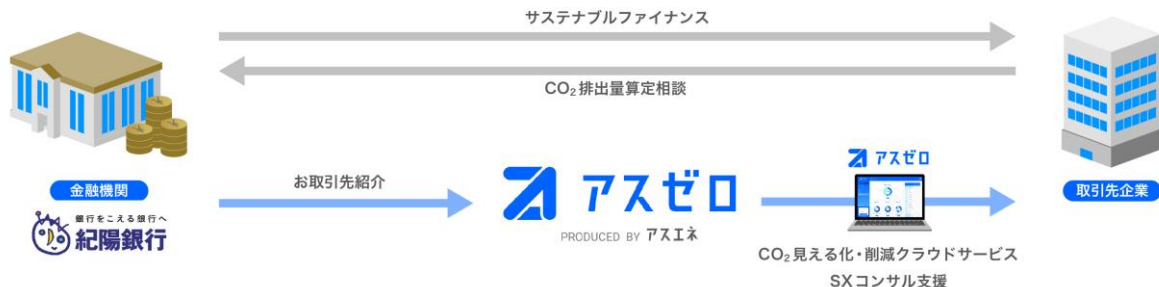 サステナブルファイナンス
CO₂排出量算定相談
金融機関
銀行をこえる銀行へ
紀陽銀行
お取引先紹介
アスゼロ
PRODUCED BY アスエネ
アスゼロ
CO₂見える化・削減クラウドサービス
SXコンサル支援
取引先企業